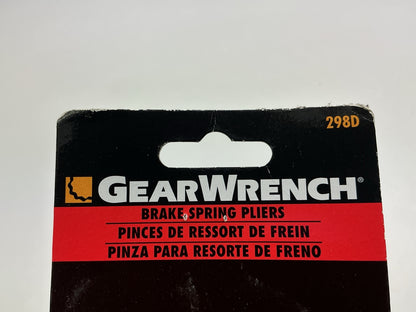 298D
GEARWRENCH®
BRAKE SPRING PLIERS
PINCES DE RESSORT DE FREIN
PINZA PARA RESORTE DE FRENO